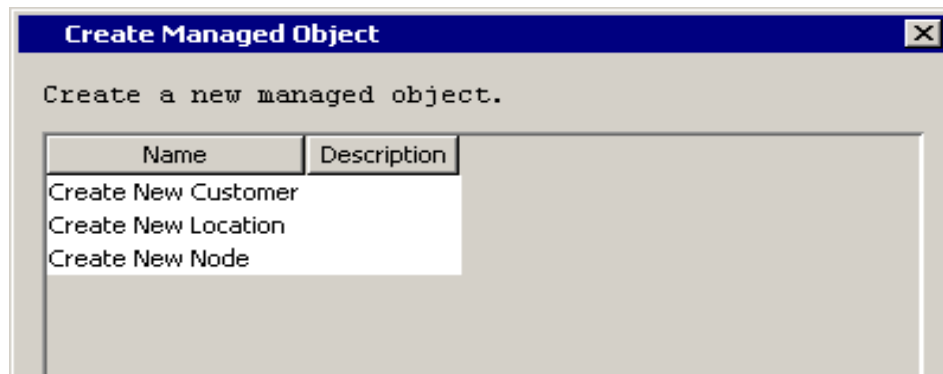 Create Managed Object
Create a new managed object.
Name Description
Create New Customer
Create New Location
Create New Node